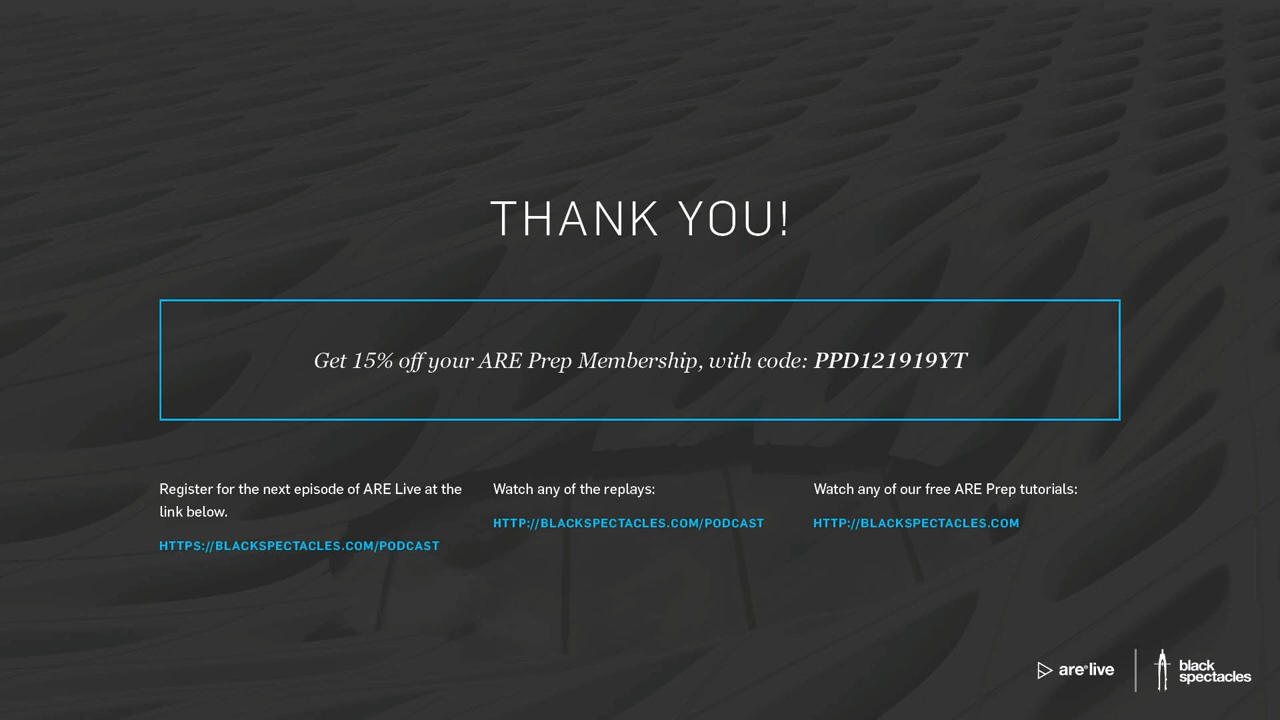 THANK YOU!
Get 15% off your ARE Prep Membership, with code: PPD121919YT
Register for the next episode of ARE Live at the
link below.
HTTPS://BLACKSPECTACLES.COM/PODCAST
Watch any of the replays:
HTTP://BLACKSPECTACLES.COM/PODCAST
Watch any of our free ARE Prep tutorials:
HTTP://BLACKSPECTACLES.COM
are®live
black
spectacles